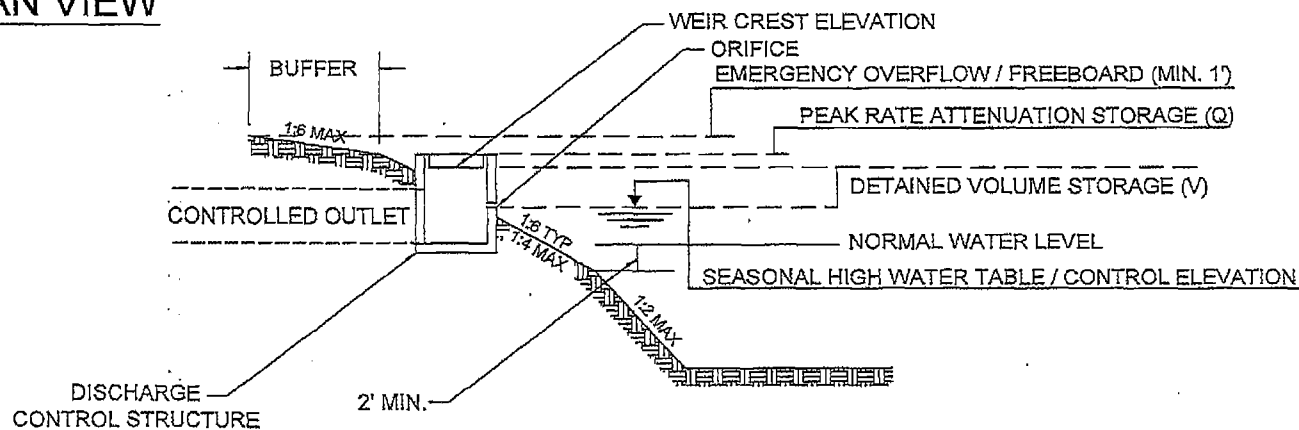 AN VIEW
WEIR CREST ELEVATION
ORIFICE
BUFFER
EMERGENCY OVERFLOW / FREEBOARD (MIN. 1')
PEAK RATE ATTENUATION STORAGE (Q)
1:6 MAX
DETAINED VOLUME STORAGE (V)
CONTROLLED OUTLET
1:6 TYP
1:4 MAX
NORMAL WATER LEVEL
SEASONAL HIGH WATER TABLE / CONTROL ELEVATION
1:2 MAX
DISCHARGE
CONTROL STRUCTURE
2' MIN.